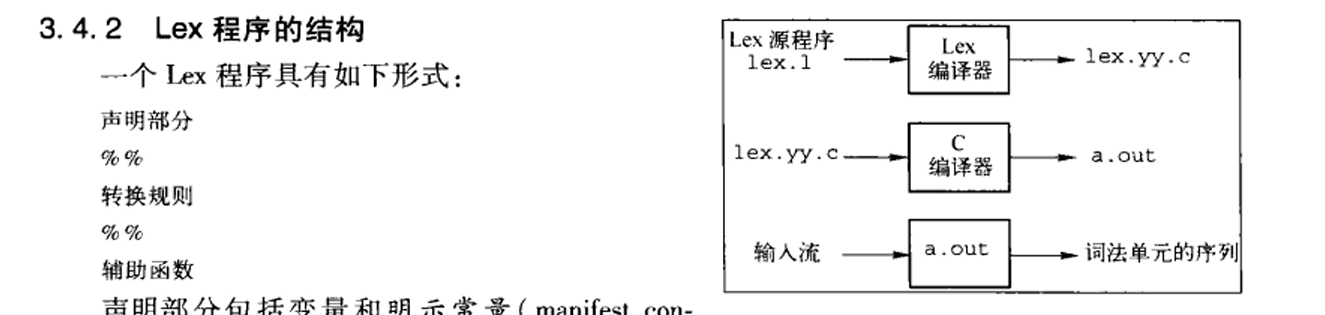 3.4.2 Lex 程序的结构
一个 Lex 程序具有如下形式：
声明部分
%%
转换规则
%%
辅助函数
声明部分包括变量和明示常量( manifest con-
Lex 源程序
lex.l
Lex
编译器
lex.yy.c
lex.yy.c
C
编译器
a.out
输入流
a.out
词法单元的序列